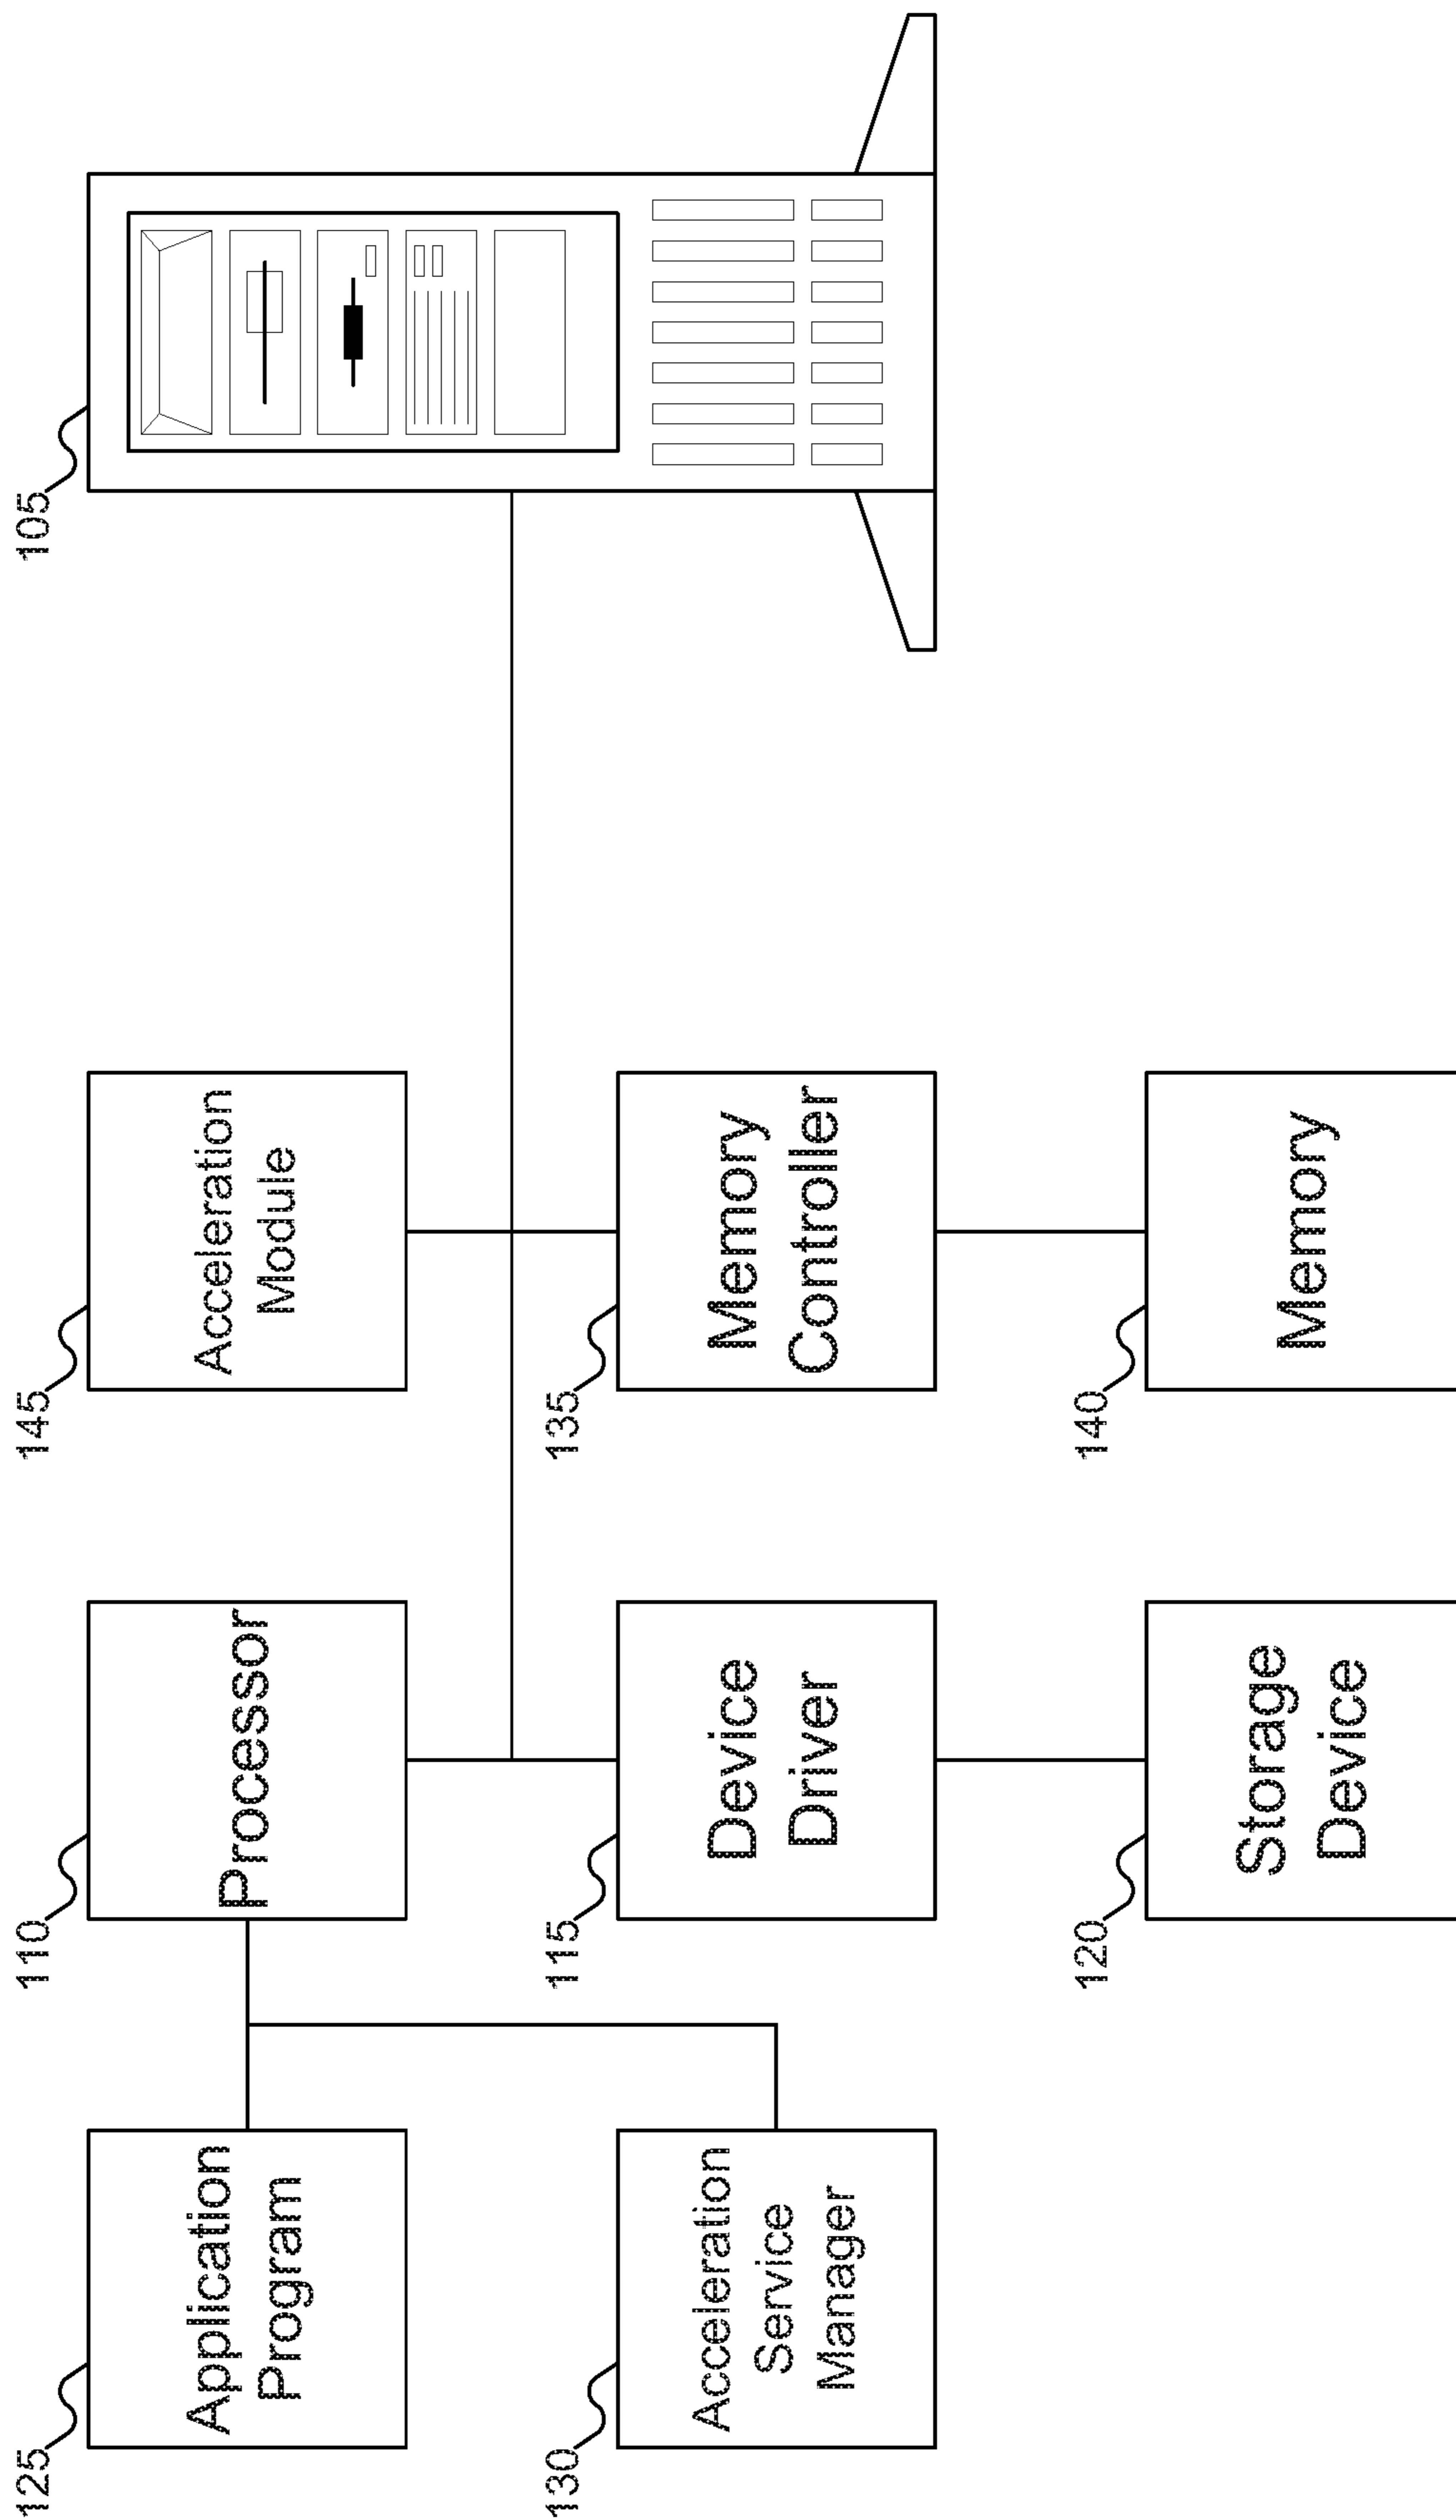 125
Application
Program
110
Processor
145
Acceleration
Module
105
130
Acceleration
Service
Manager
115
Device
Driver
135
Memory
Controller
120
Storage
Device
140
Memory